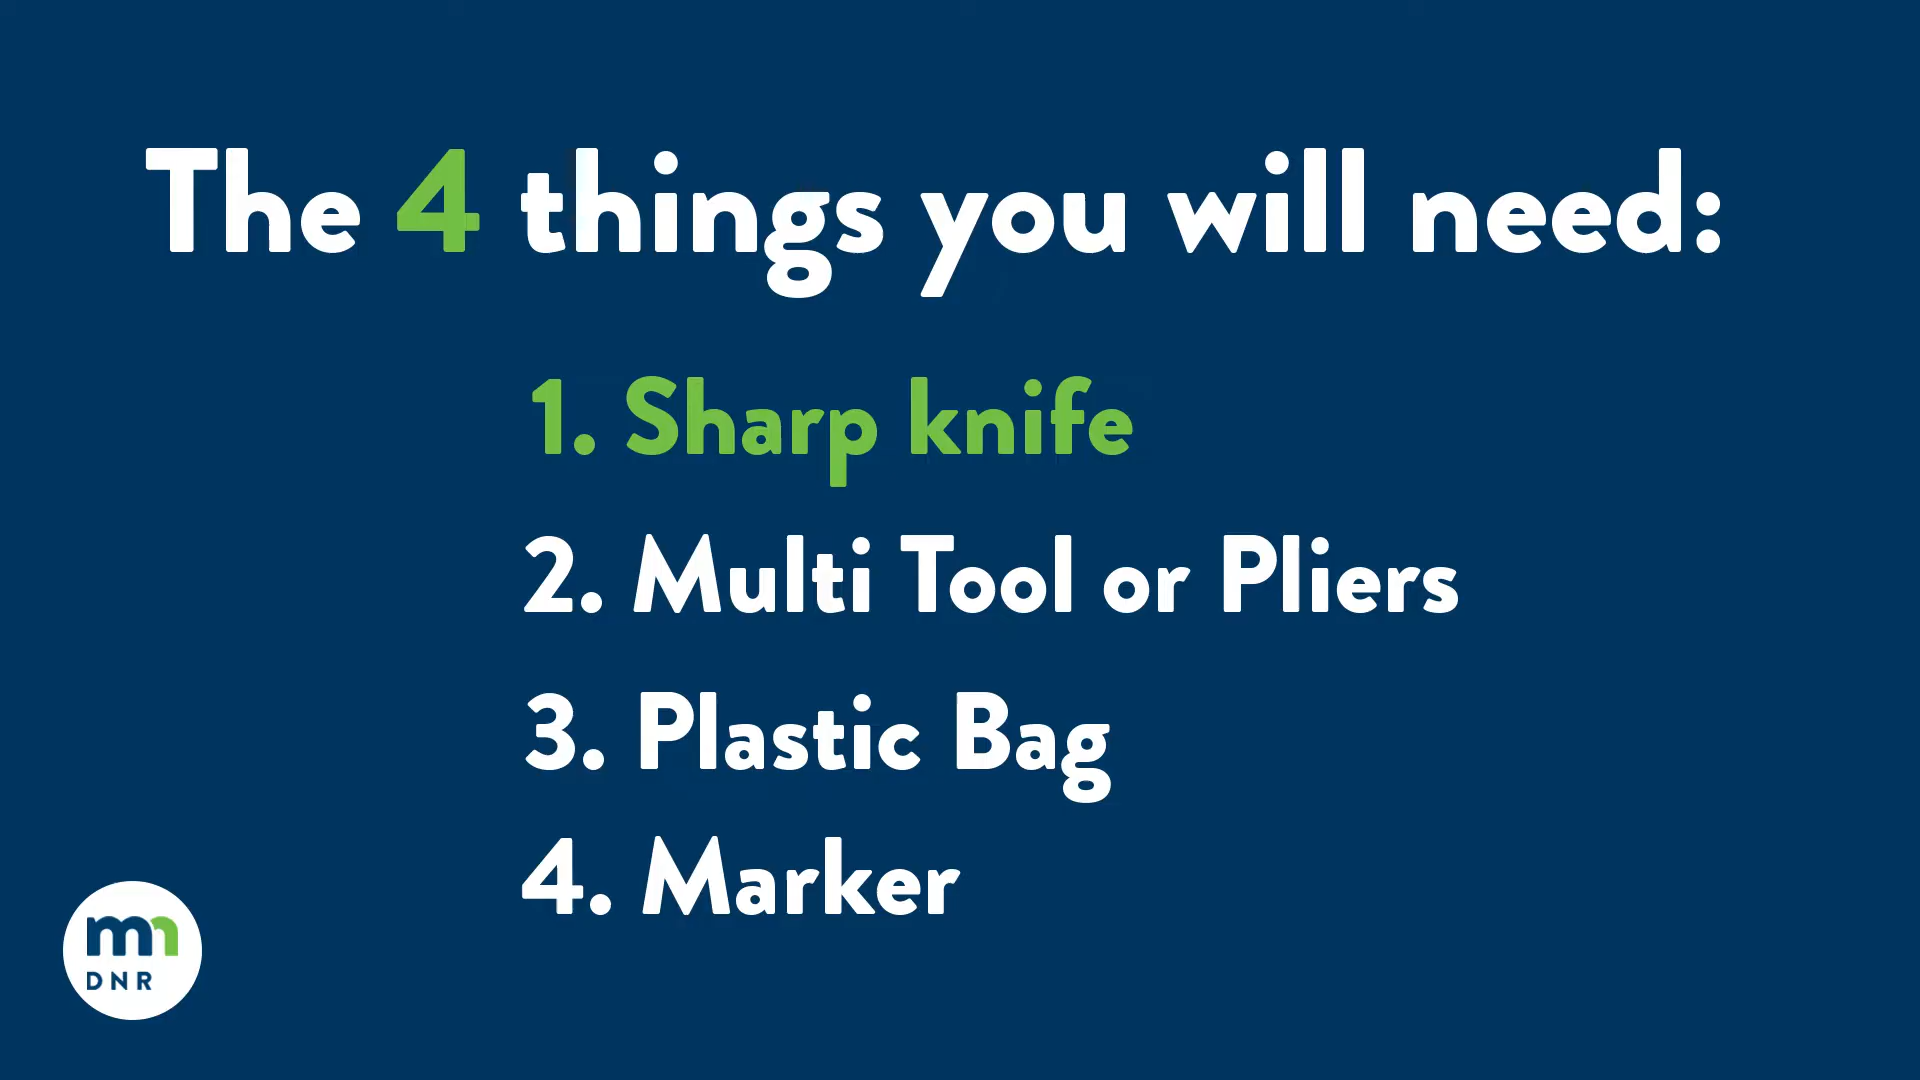 The 4 things you will need:
1. Sharp knife
2. Multi Tool or Pliers
3. Plastic Bag
4. Marker
mn
DNR